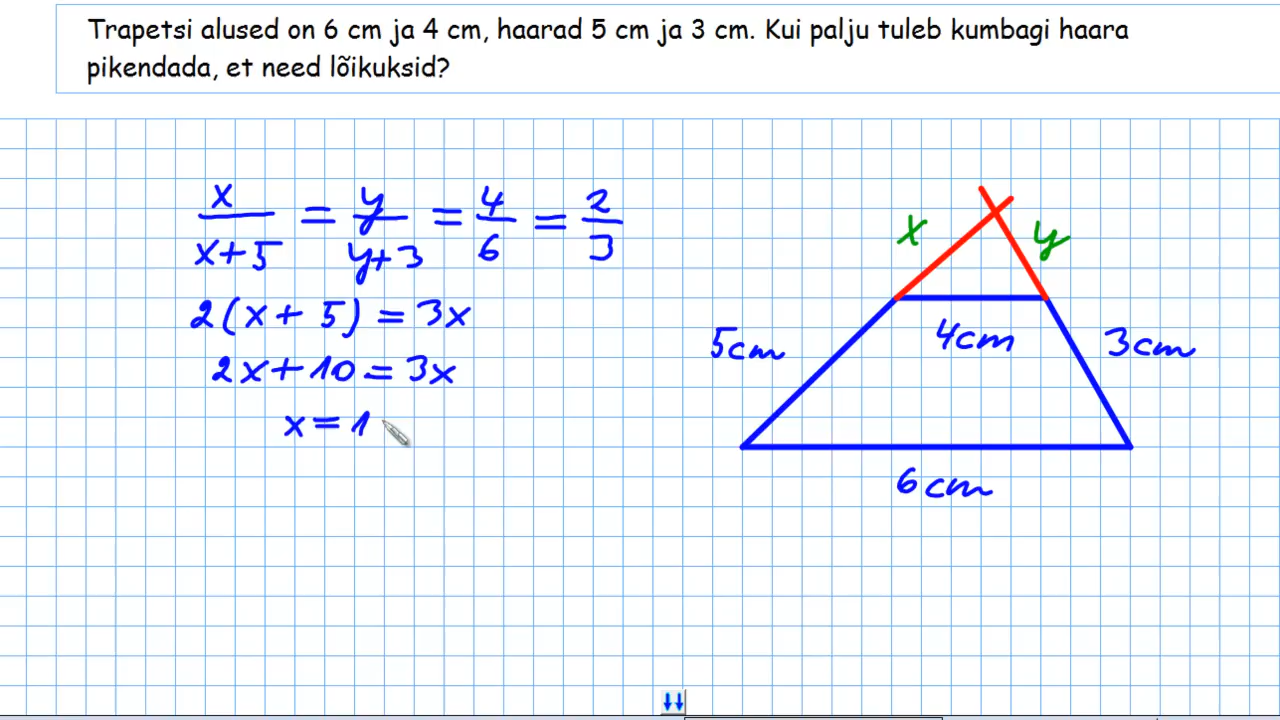 Trapetsi alused on 6 cm ja 4 cm, haarad 5 cm ja 3 cm. Kui palju tuleb kumbagi haara
pikendada, et need lõikuksid?
x/(x+5) = y/(y+3) = 4/6 = 2/3
2(x+5) = 3x
2x+10 = 3x
x = 1
x
y
5cm
4cm
3cm
6cm